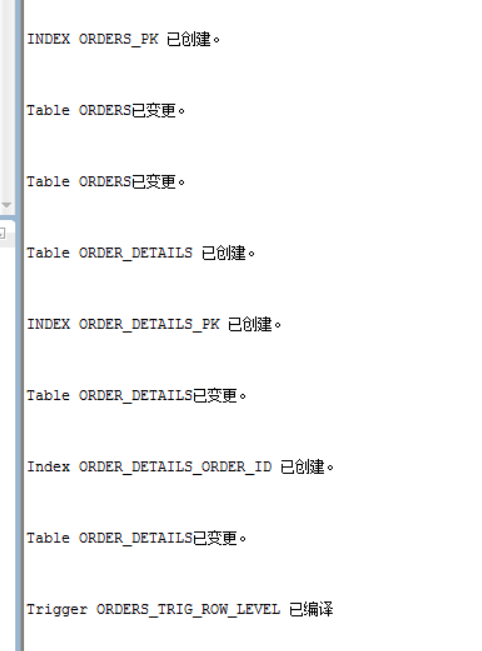 INDEX ORDERS_PK 已创建。
Table ORDERS已变更。
Table ORDERS已变更。
Table ORDER_DETAILS 已创建。
INDEX ORDER_DETAILS_PK 已创建。
Table ORDER_DETAILS已变更。
Index ORDER_DETAILS_ORDER_ID 已创建。
Table ORDER_DETAILS已变更。
Trigger ORDERS_TRIG_ROW_LEVEL 已编译